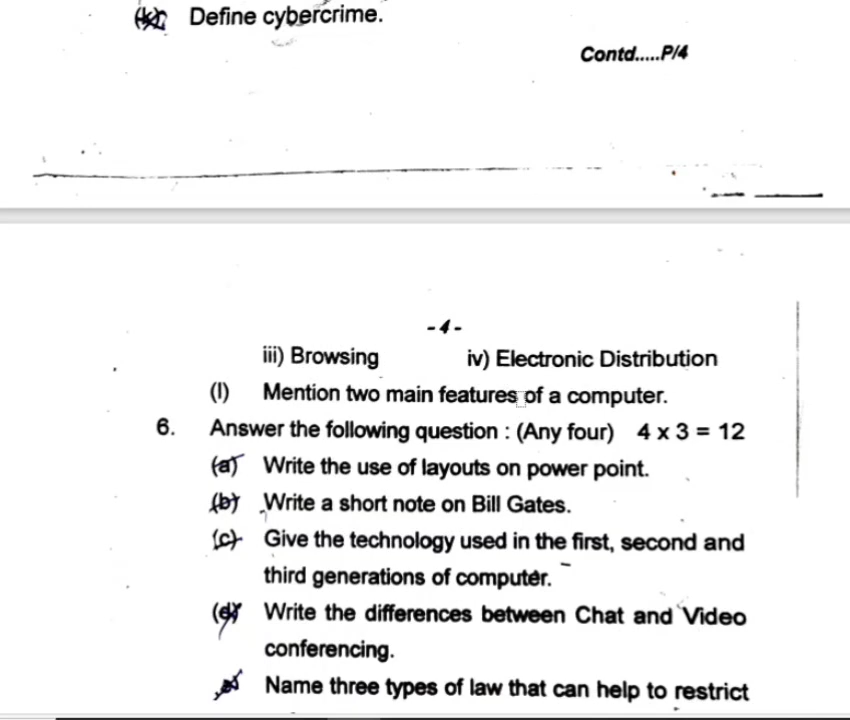 (k) Define cybercrime.
Contd.....P/4
- 4 -
iii) Browsing iv) Electronic Distribution
(l) Mention two main features of a computer.
6. Answer the following question : (Any four) 4 x 3 = 12
(a) Write the use of layouts on power point.
(b) Write a short note on Bill Gates.
(c) Give the technology used in the first, second and
third generations of computer.
(d) Write the differences between Chat and Video
conferencing.
Name three types of law that can help to restrict